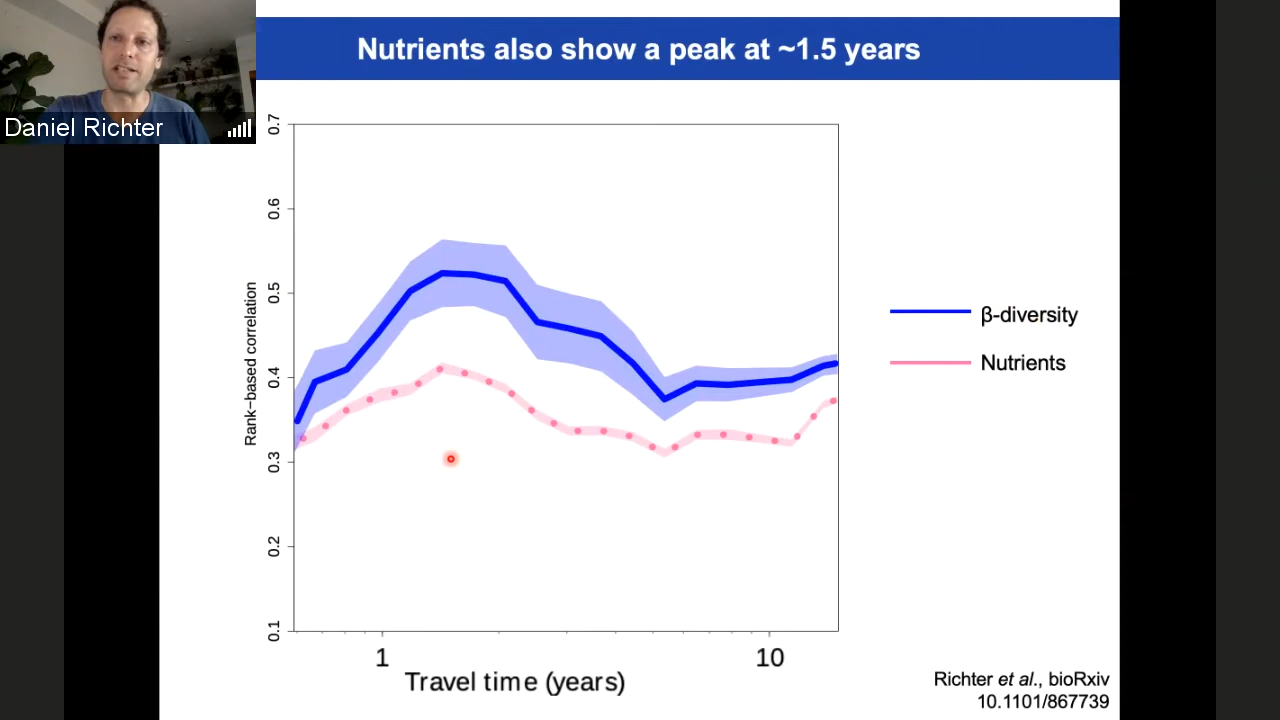 Nutrients also show a peak at ~1.5 years
Daniel Richter
0.7
0.6
0.5
0.4
0.3
0.2
0.1
Rank−based correlation
β-diversity
Nutrients
1
10
Travel time (years)
Richter et al., bioRxiv
10.1101/867739